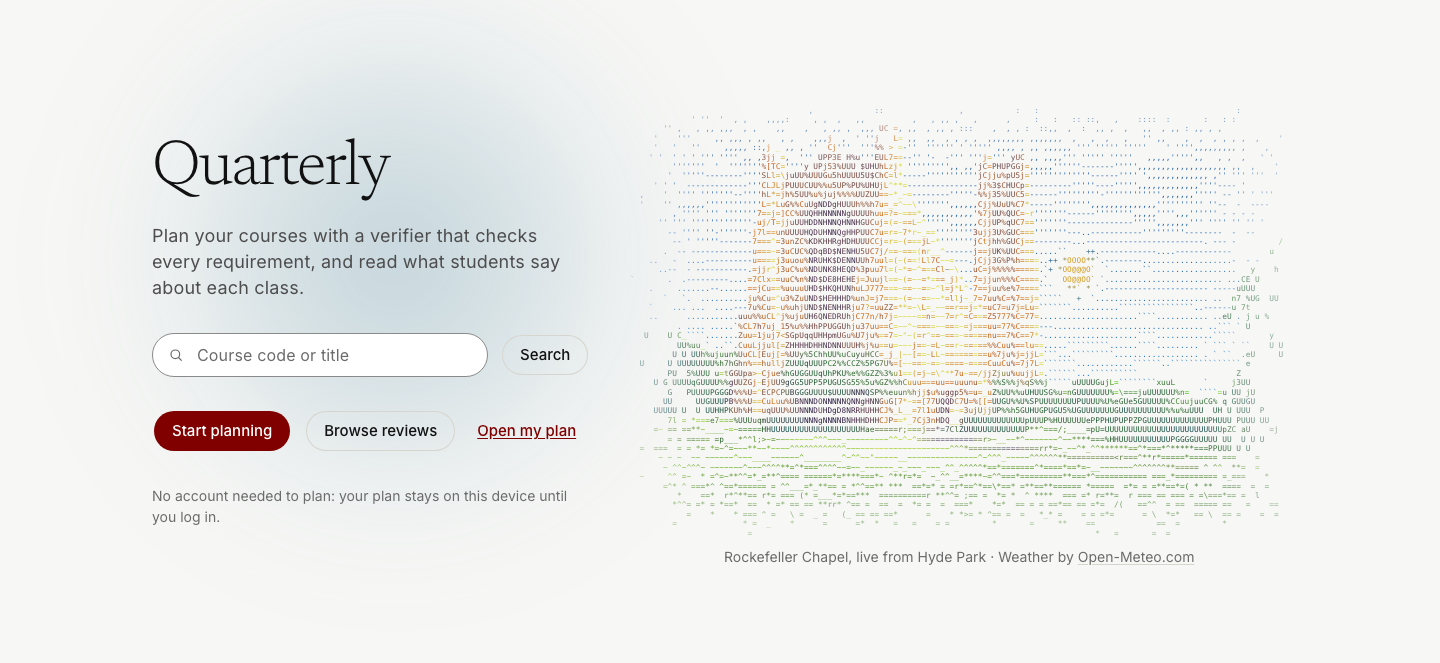 Quarterly
Plan your courses with a verifier that checks
every requirement, and read what students say
about each class.
Course code or title
Search
Start planning
Browse reviews
Open my plan
No account needed to plan: your plan stays on this device until
you log in.
Rockefeller Chapel, live from Hyde Park · Weather by Open-Meteo.com